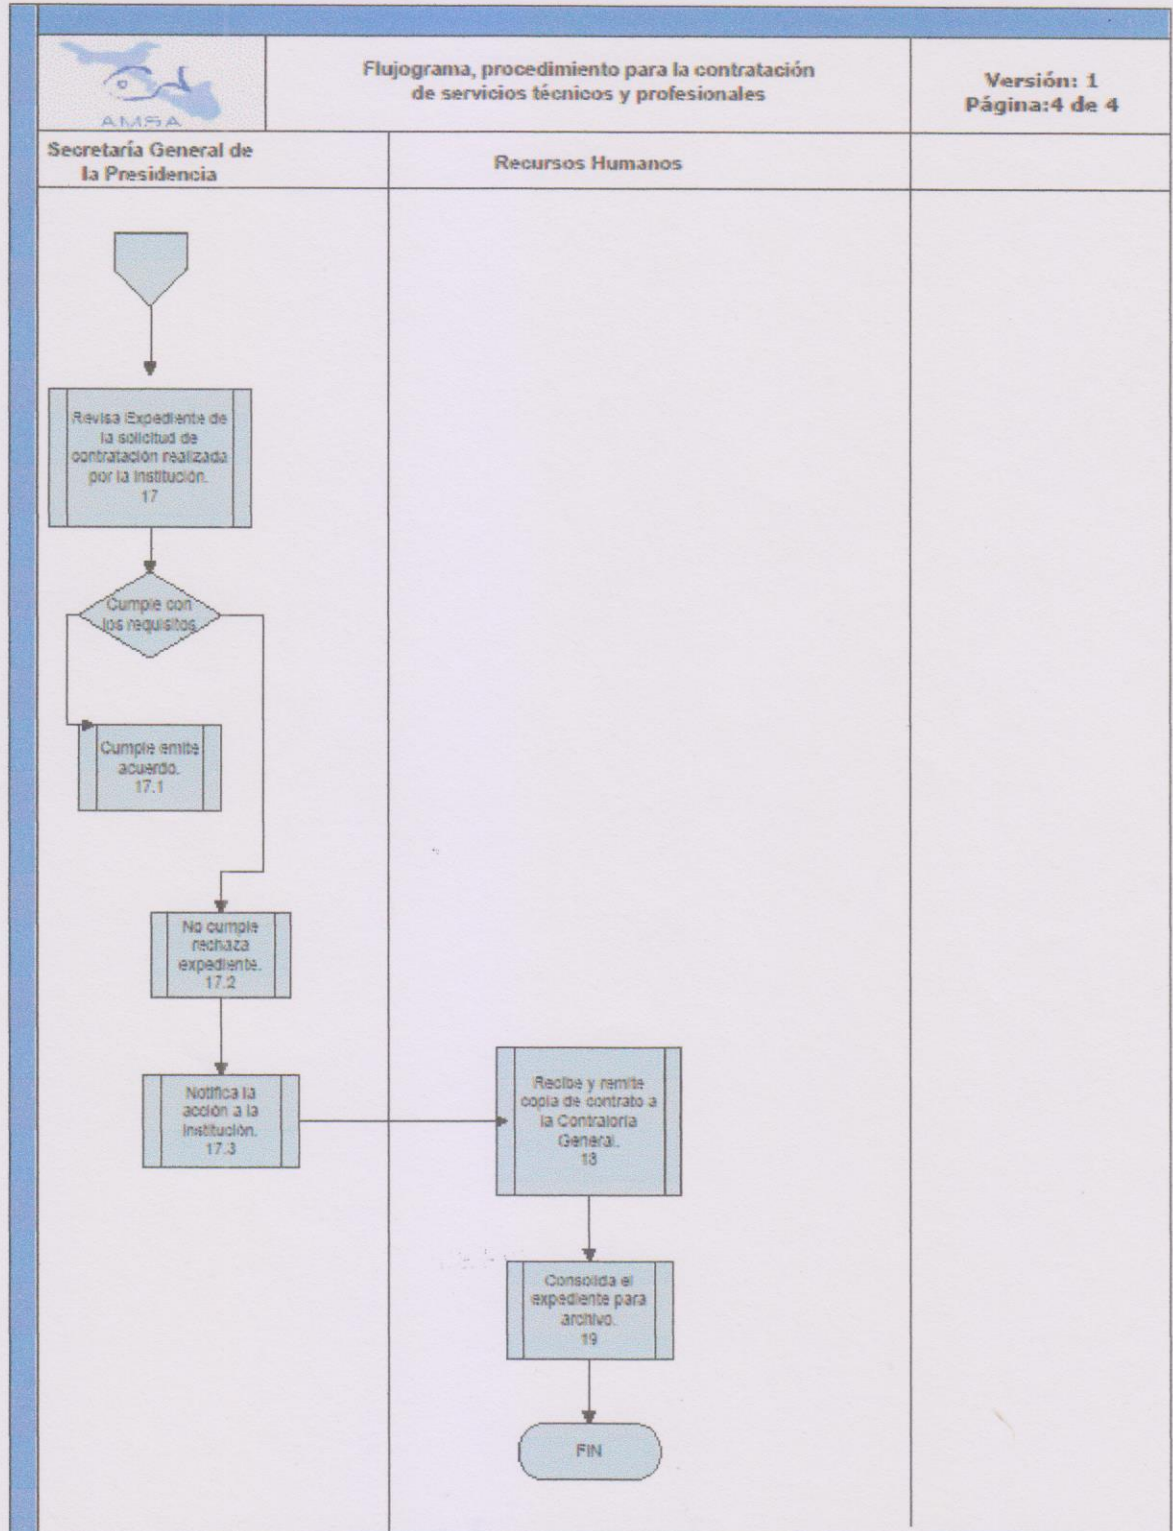 AMSA
Flujograma, procedimiento para la contratación
de servicios técnicos y profesionales
Versión: 1
Página:4 de 4
Secretaría General de
la Presidencia
Recursos Humanos
Revisa Expediente de
la solicitud de
contratación realizada
por la Institución.
17
Cumple con
los requisitos
Cumple emite
acuerdo.
17.1
No cumple
rechaza
expediente.
17.2
Notifica la
acción a la
Institución.
17.3
Recibe y remite
copia de contrato a
la Contraloría
General.
18
Consolida el
expediente para
archivo.
19
FIN